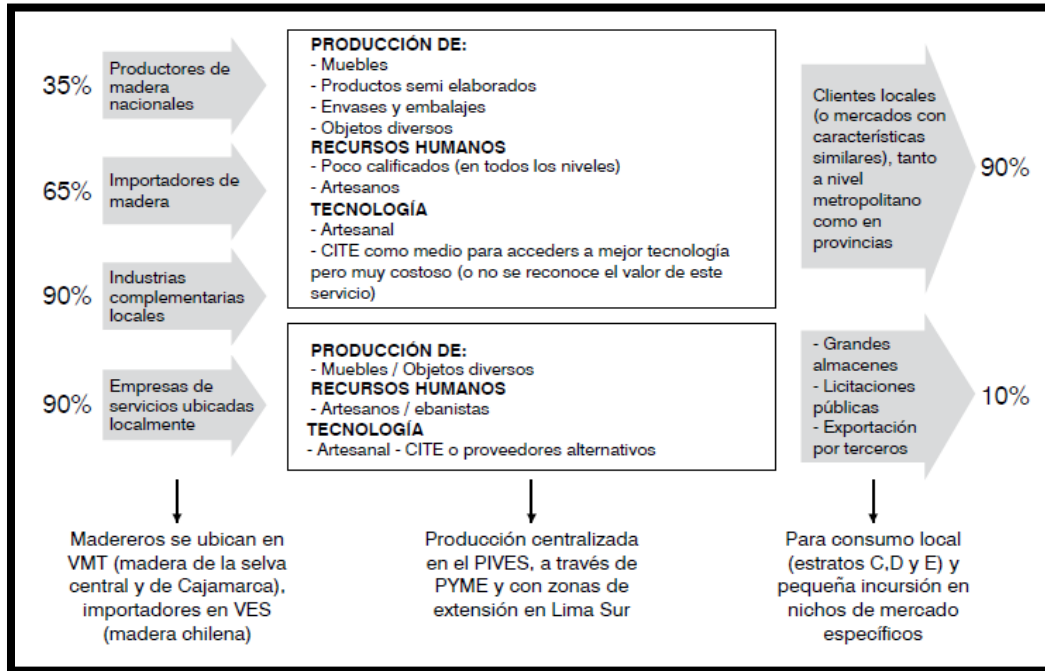 35%
Productores de
madera
nacionales
65%
Importadores de
madera
90%
Industrias
complementarias
locales
90%
Empresas de
servicios ubicadas
localmente
PRODUCCIÓN DE:
- Muebles
- Productos semi elaborados
- Envases y embalajes
- Objetos diversos
RECURSOS HUMANOS
- Poco calificados (en todos los niveles)
- Artesanos
TECNOLOGÍA
- Artesanal
- CITE como medio para acceders a mejor tecnología
pero muy costoso (o no se reconoce el valor de este
servicio)
PRODUCCIÓN DE:
- Muebles / Objetos diversos
RECURSOS HUMANOS
- Artesanos / ebanistas
TECNOLOGÍA
- Artesanal - CITE o proveedores alternativos
Clientes locales
(o mercados con
características
similares), tanto
a nivel
metropolitano
como en
provincias
90%
- Grandes
almacenes
- Licitaciones
públicas
- Exportación
por terceros
10%
Madereros se ubican en
VMT (madera de la selva
central y de Cajamarca),
importadores en VES
(madera chilena)
Producción centralizada
en el PIVES, a través de
PYME y con zonas de
extensión en Lima Sur
Para consumo local
(estratos C,D y E) y
pequeña incursión en
nichos de mercado
específicos